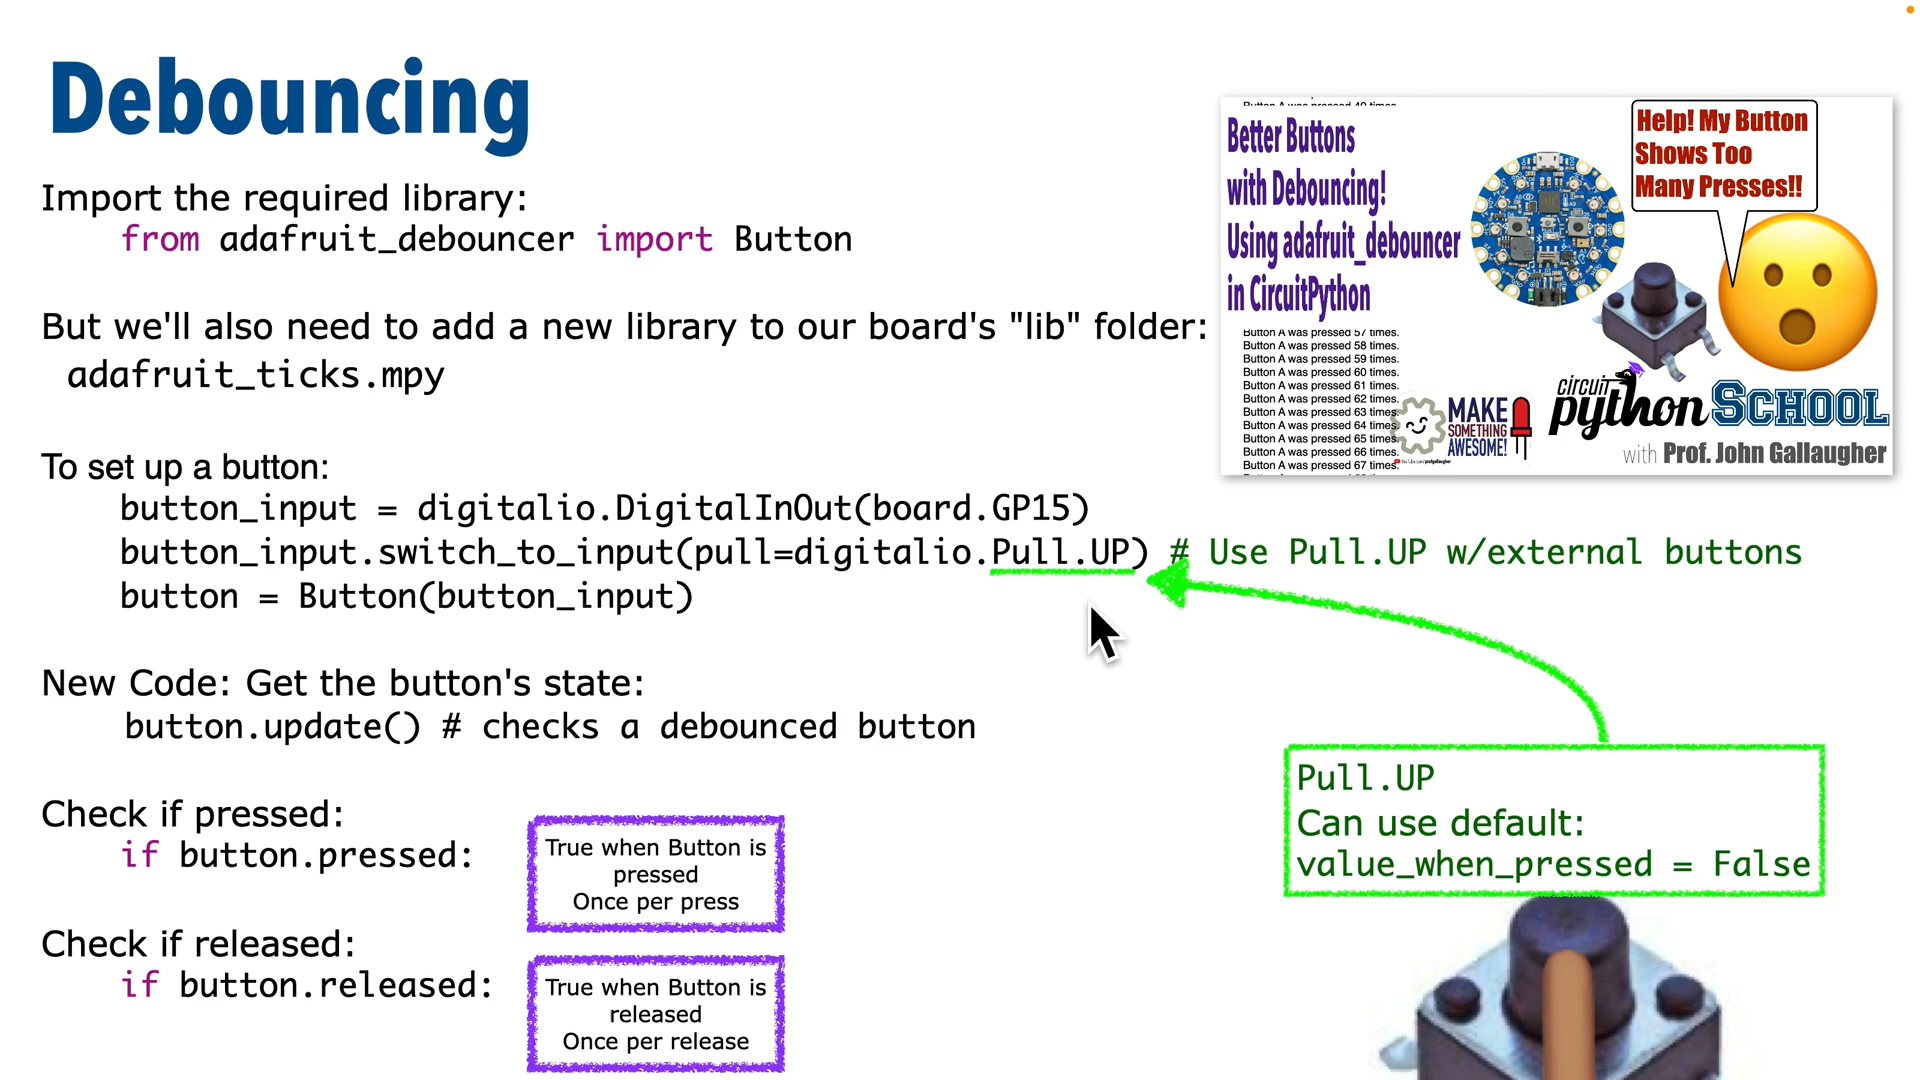 Debouncing
Import the required library:
from adafruit_debouncer import Button
But we'll also need to add a new library to our board's "lib" folder:
adafruit_ticks.mpy
To set up a button:
button_input = digitalio.DigitalInOut(board.GP15)
button_input.switch_to_input(pull=digitalio.Pull.UP) # Use Pull.UP w/external buttons
button = Button(button_input)
New Code: Get the button's state:
button.update() # checks a debounced button
Check if pressed:
if button.pressed:
True when Button is
pressed
Once per press
Check if released:
if button.released:
True when Button is
released
Once per release
Pull.UP
Can use default:
value_when_pressed = False
Better Buttons
with Debouncing!
Using adafruit_debouncer
in CircuitPython
Help! My Button
Shows Too
Many Presses!!
Button A was pressed 57 times.
Button A was pressed 58 times.
Button A was pressed 59 times.
Button A was pressed 60 times.
Button A was pressed 61 times.
Button A was pressed 62 times.
Button A was pressed 63 times.
Button A was pressed 64 times.
Button A was pressed 65 times.
Button A was pressed 66 times.
Button A was pressed 67 times.
MAKE
SOMETHING
AWESOME!
circuit
python SCHOOL
with Prof. John Gallaugher